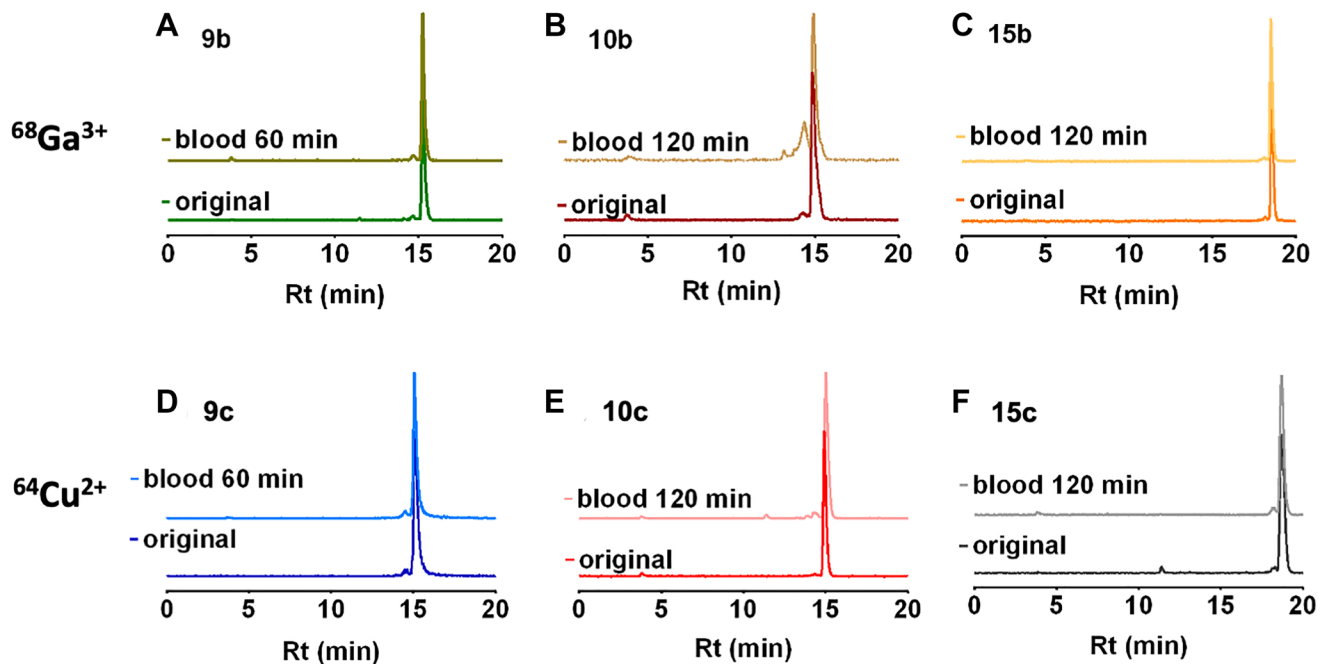 A 9b
blood 60 min
original
0 5 10 15 20
Rt (min)
B 10b
blood 120 min
original
0 5 10 15 20
Rt (min)
C 15b
blood 120 min
original
0 5 10 15 20
Rt (min)
⁶⁸Ga³⁺
D 9c
blood 60 min
original
0 5 10 15 20
Rt (min)
E 10c
blood 120 min
original
0 5 10 15 20
Rt (min)
F 15c
blood 120 min
original
0 5 10 15 20
Rt (min)
⁶⁴Cu²⁺